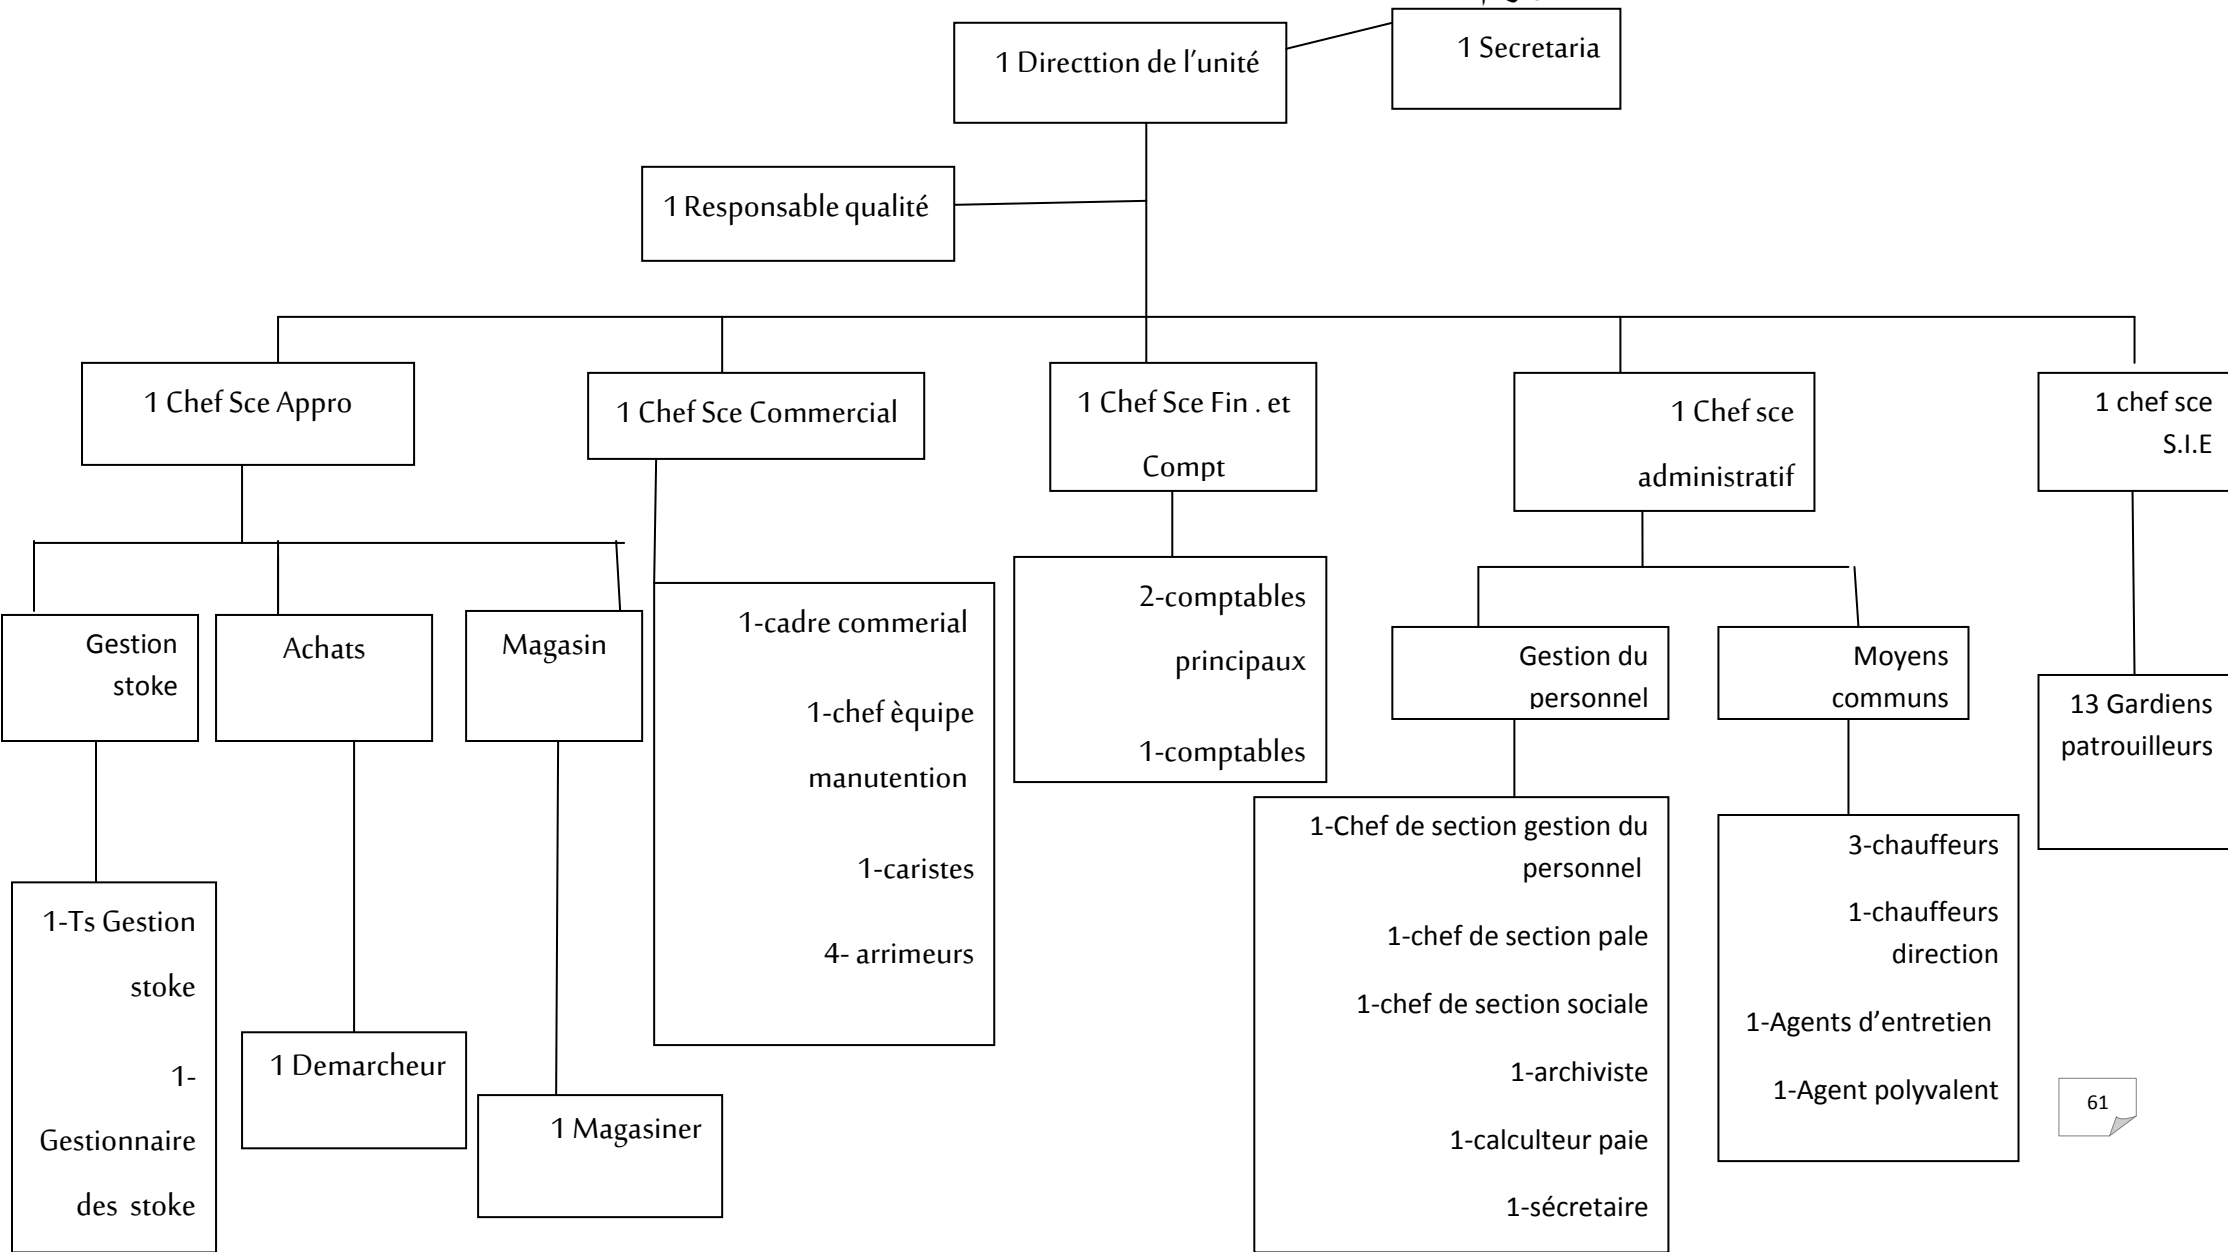 1 Directtion de l'unité
1 Secretaria
1 Responsable qualité
1 Chef Sce Appro
1 Chef Sce Commercial
1 Chef Sce Fin . et
Compt
1 Chef sce
administratif
1 chef sce
S.I.E
Gestion
stoke
Achats
Magasin
1-cadre commerial
1-chef èquipe
manutention
1-caristes
4- arrimeurs
2-comptables
principaux
1-comptables
Gestion du
personnel
Moyens
communs
13 Gardiens
patrouilleurs
1-Ts Gestion
stoke
1-
Gestionnaire
des stoke
1 Demarcheur
1 Magasiner
1-Chef de section gestion du
personnel
1-chef de section pale
1-chef de section sociale
1-archiviste
1-calculteur paie
1-sécretaire
3-chauffeurs
1-chauffeurs
direction
1-Agents d'entretien
1-Agent polyvalent
61